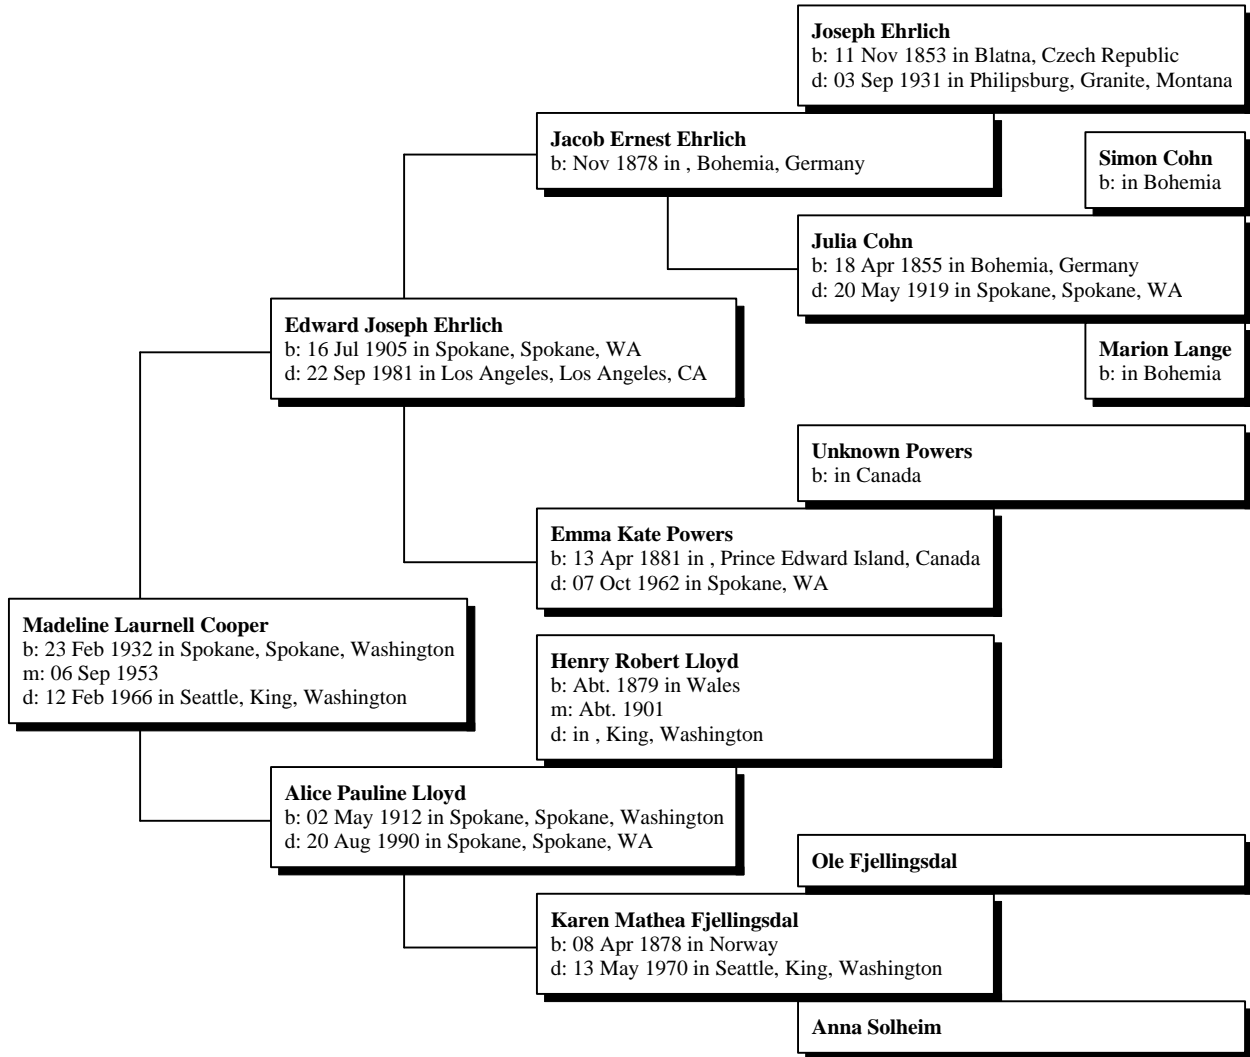 Joseph Ehrlich
b: 11 Nov 1853 in Blatna, Czech Republic
d: 03 Sep 1931 in Philipsburg, Granite, Montana
Jacob Ernest Ehrlich
b: Nov 1878 in , Bohemia, Germany
Simon Cohn
b: in Bohemia
Julia Cohn
b: 18 Apr 1855 in Bohemia, Germany
d: 20 May 1919 in Spokane, Spokane, WA
Edward Joseph Ehrlich
b: 16 Jul 1905 in Spokane, Spokane, WA
d: 22 Sep 1981 in Los Angeles, Los Angeles, CA
Marion Lange
b: in Bohemia
Unknown Powers
b: in Canada
Emma Kate Powers
b: 13 Apr 1881 in , Prince Edward Island, Canada
d: 07 Oct 1962 in Spokane, WA
Madeline Laurnell Cooper
b: 23 Feb 1932 in Spokane, Spokane, Washington
m: 06 Sep 1953
d: 12 Feb 1966 in Seattle, King, Washington
Henry Robert Lloyd
b: Abt. 1879 in Wales
m: Abt. 1901
d: in , King, Washington
Alice Pauline Lloyd
b: 02 May 1912 in Spokane, Spokane, Washington
d: 20 Aug 1990 in Spokane, Spokane, WA
Ole Fjellingsdal
Karen Mathea Fjellingsdal
b: 08 Apr 1878 in Norway
d: 13 May 1970 in Seattle, King, Washington
Anna Solheim